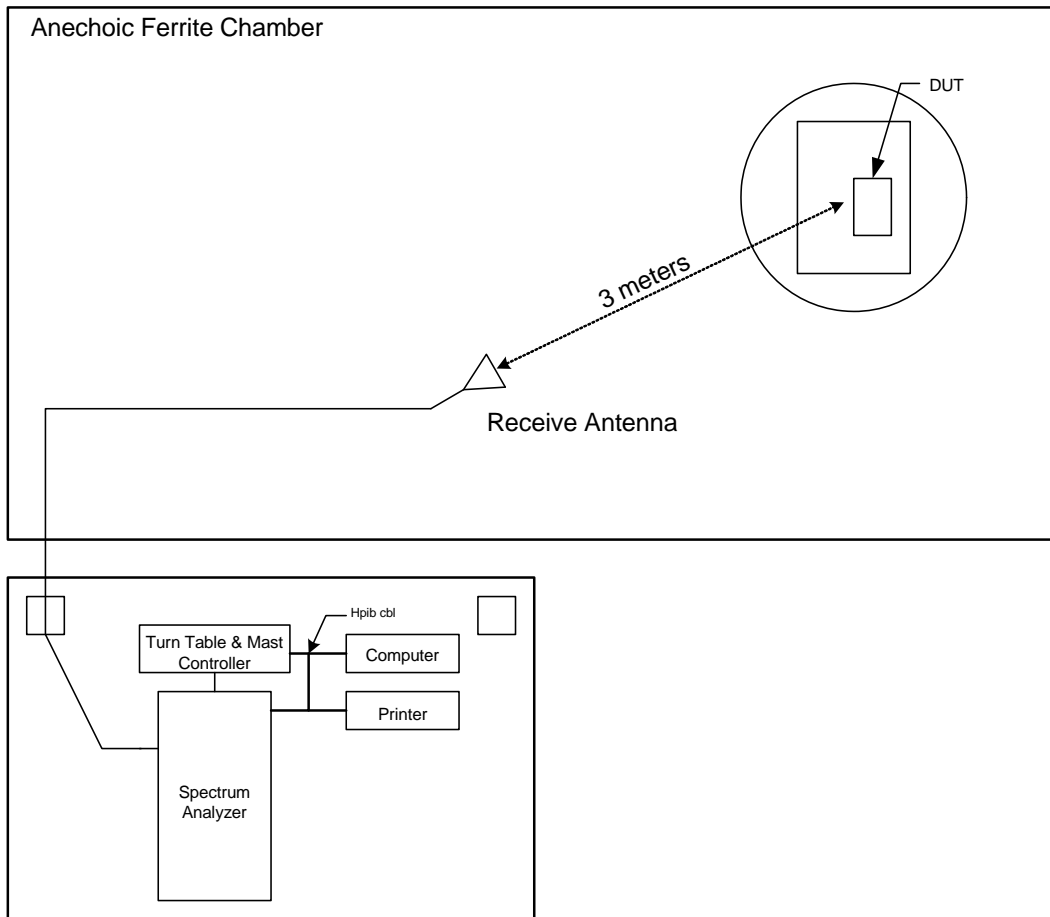 Anechoic Ferrite Chamber
DUT
3 meters
Receive Antenna
Hpib cbl
Turn Table & Mast
Controller
Computer
Printer
Spectrum
Analyzer